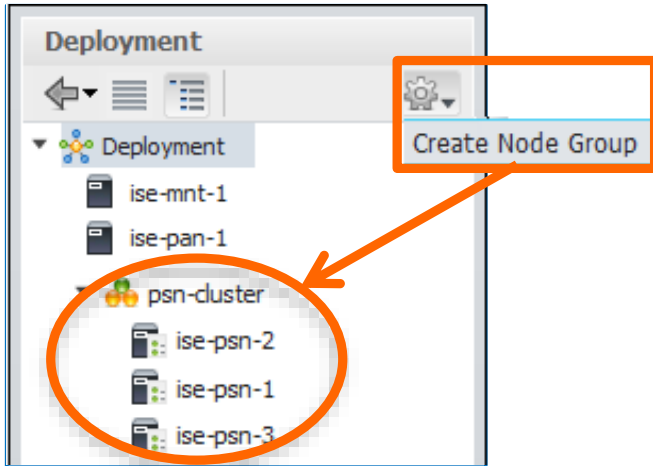 Deployment
Deployment
Create Node Group
ise-mnt-1
ise-pan-1
psn-cluster
ise-psn-2
ise-psn-1
ise-psn-3